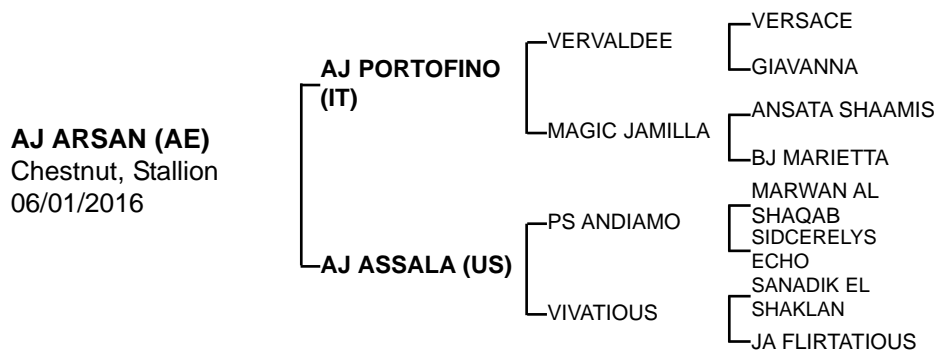 AJ ARSAN (AE)
Chestnut, Stallion
06/01/2016
AJ PORTOFINO
(IT)
AJ ASSALA (US)
VERVALDEE
MAGIC JAMILLA
PS ANDIAMO
VIVATIOUS
VERSACE
GIAVANNA
ANSATA SHAAMIS
BJ MARIETTA
MARWAN AL
SHAQAB
SIDCERELYS
ECHO
SANADIK EL
SHAKLAN
JA FLIRTATIOUS